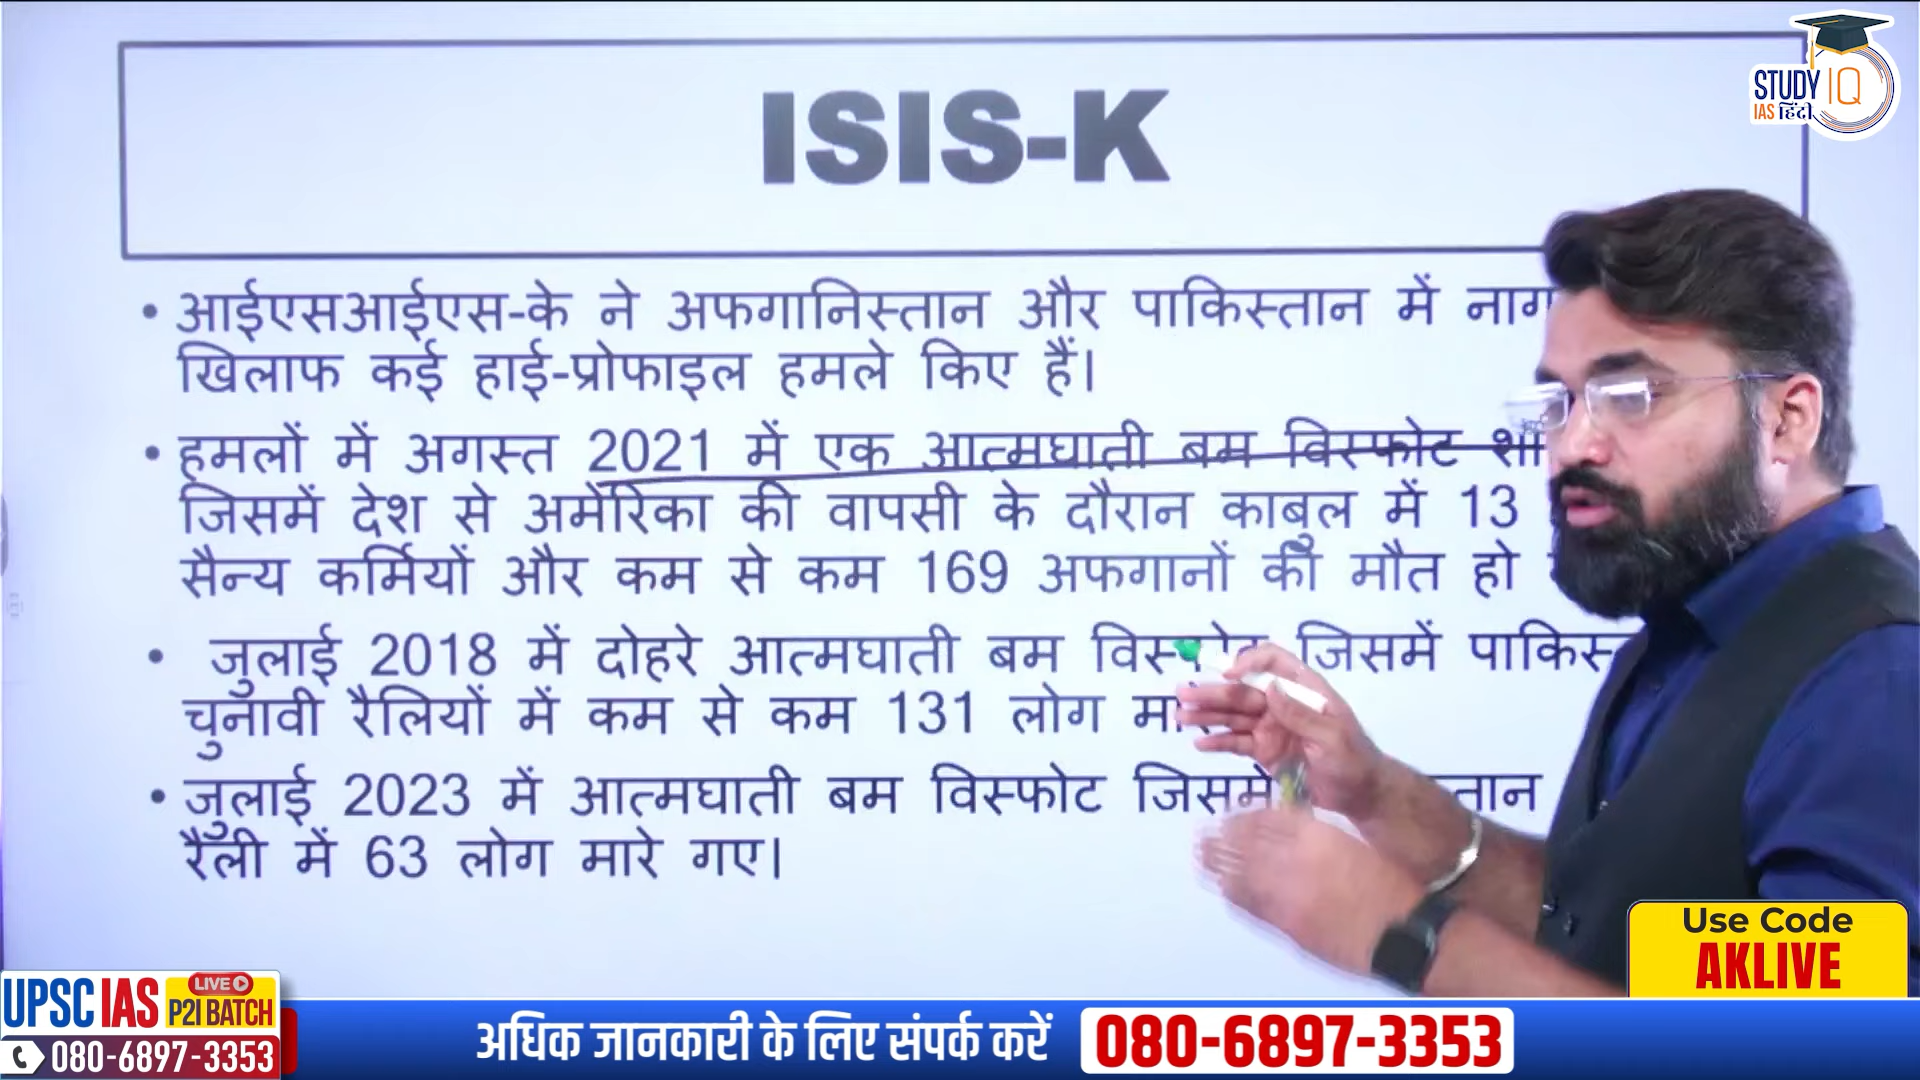 STUDY IQ
IAS हिंदी
ISIS-K
• आईएसआईएस-के ने अफगानिस्तान और पाकिस्तान में
खिलाफ कई हाई-प्रोफाइल हमले किए हैं।
• हमलों में अगस्त 2021 में एक आत्मघाती बम विस्फोट
जिसमें देश से अमेरिका की वापसी के दौरान काबुल में 13
सैन्य कर्मियों और कम से कम 169 अफगानों की मौत हो
• जुलाई 2018 में दोहरे आत्मघाती बम जिसमें
चुनावी रैलियों में कम से कम 131 लोग
• जुलाई 2023 में आत्मघाती बम विस्फोट जिसमें
रैली में 63 लोग मारे गए।
Use Code
AKLIVE
UPSC IAS LIVE P2I BATCH
080-6897-3353
अधिक जानकारी के लिए संपर्क करें 080-6897-3353